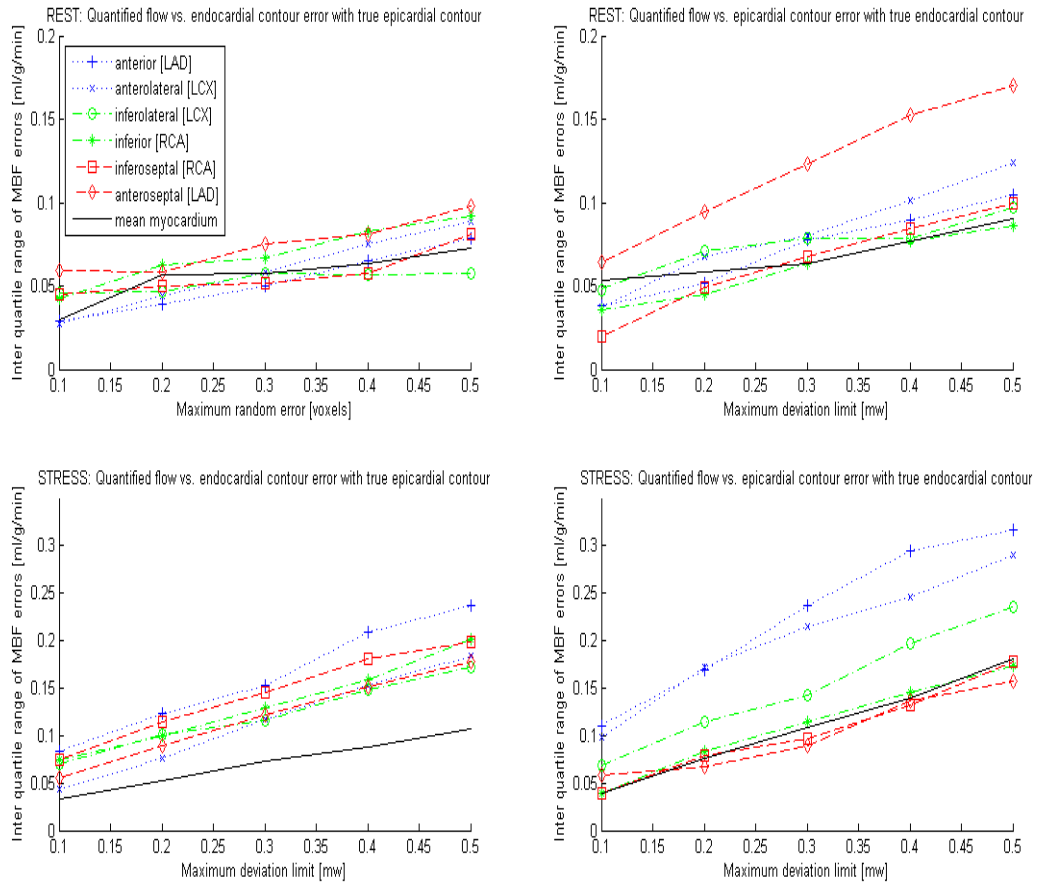 REST: Quantified flow vs. endocardial contour error with true epicardial contour
Inter quartile range of MBF errors [ml/g/min]
0.2
0.15
0.1
0.05
0
anterior [LAD]
anterolateral [LCX]
inferolateral [LCX]
inferior [RCA]
inferoseptal [RCA]
anteroseptal [LAD]
mean myocardium
0.1 0.15 0.2 0.25 0.3 0.35 0.4 0.45 0.5
Maximum random error [voxels]
REST: Quantified flow vs. epicardial contour error with true endocardial contour
Inter quartile range of MBF errors [ml/g/min]
0.2
0.15
0.1
0.05
0
0.1 0.15 0.2 0.25 0.3 0.35 0.4 0.45 0.5
Maximum deviation limit [mw]
STRESS: Quantified flow vs. endocardial contour error with true epicardial contour
Inter quartile range of MBF errors [ml/g/min]
0.3
0.25
0.2
0.15
0.1
0.05
0
0.1 0.15 0.2 0.25 0.3 0.35 0.4 0.45 0.5
Maximum deviation limit [mw]
STRESS: Quantified flow vs. epicardial contour error with true endocardial contour
Inter quartile range of MBF errors [ml/g/min]
0.3
0.25
0.2
0.15
0.1
0.05
0
0.1 0.15 0.2 0.25 0.3 0.35 0.4 0.45 0.5
Maximum deviation limit [mw]